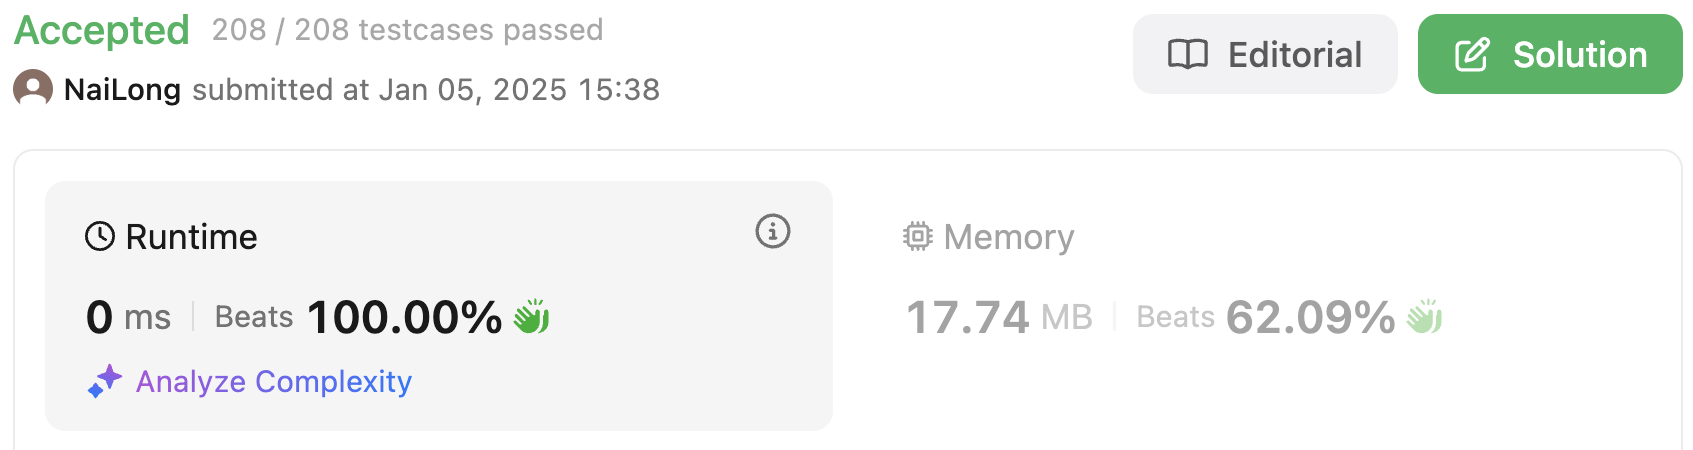 Accepted 208 / 208 testcases passed
NaiLong submitted at Jan 05, 2025 15:38
Editorial
Solution
Runtime
0 ms Beats 100.00%
Analyze Complexity
Memory
17.74 MB Beats 62.09%